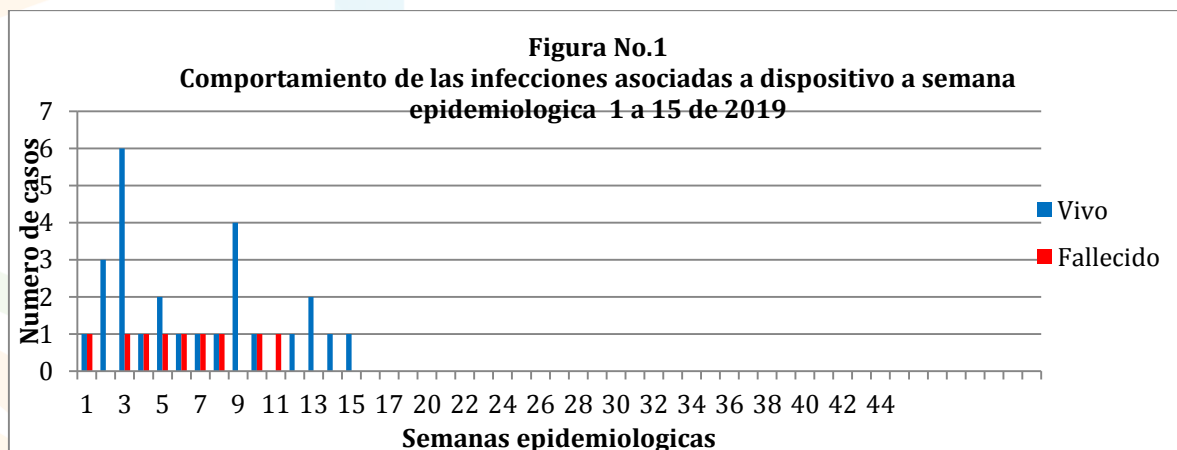 Figura No.1
Comportamiento de las infecciones asociadas a dispositivo a semana
epidemiologica 1 a 15 de 2019
7
6
5
4
3
2
1
0
Numero de casos
1 3 5 7 9 11 13 15 17 20 22 24 26 28 30 32 34 36 38 40 42 44
Semanas epidemiologicas
Vivo
Fallecido